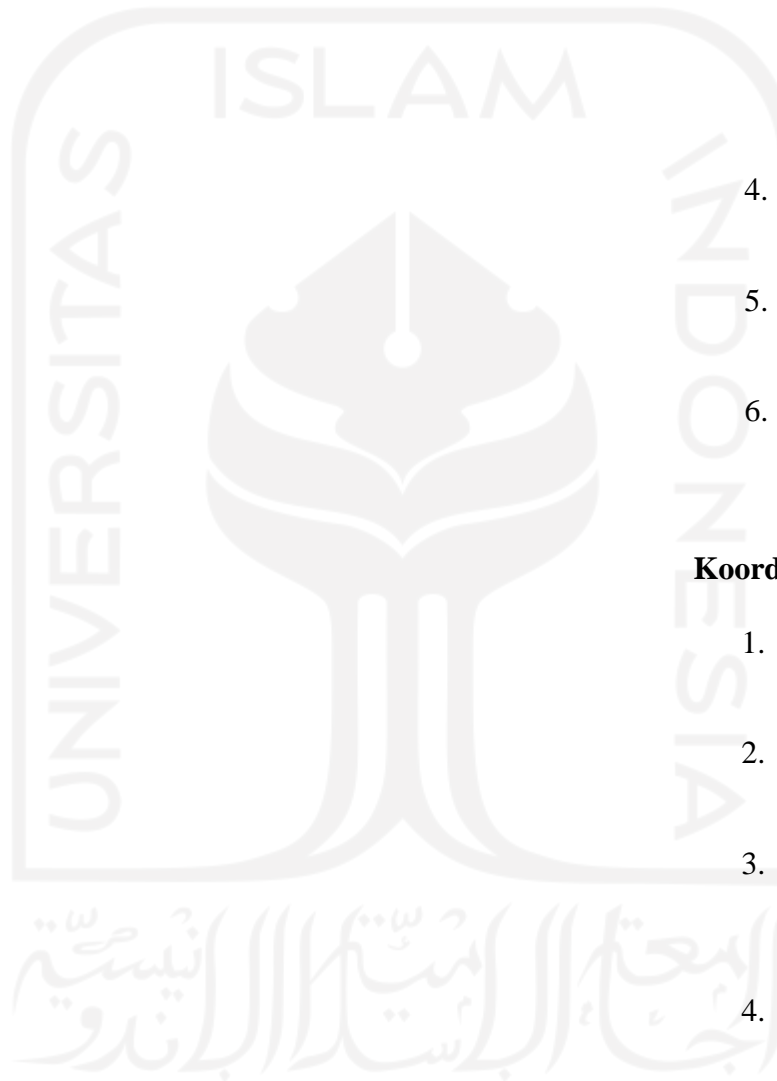 ISLAM
UNIVERSITAS
INDONESIA
4.
5.
6.
Koord
1.
2.
3.
4.